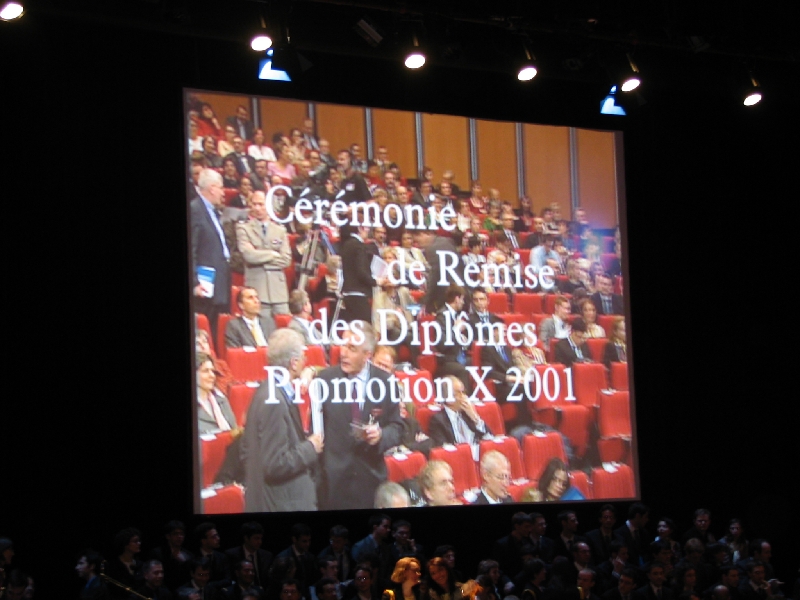 Cérémonie
de Remise
des Diplômes
Promotion X 2001